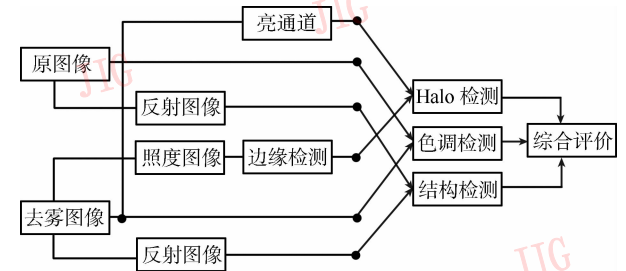 亮通道
JIG
原图像
JIG
反射图像
Halo 检测
照度图像
边缘检测
色调检测
综合评价
结构检测
去雾图像
反射图像
JIG